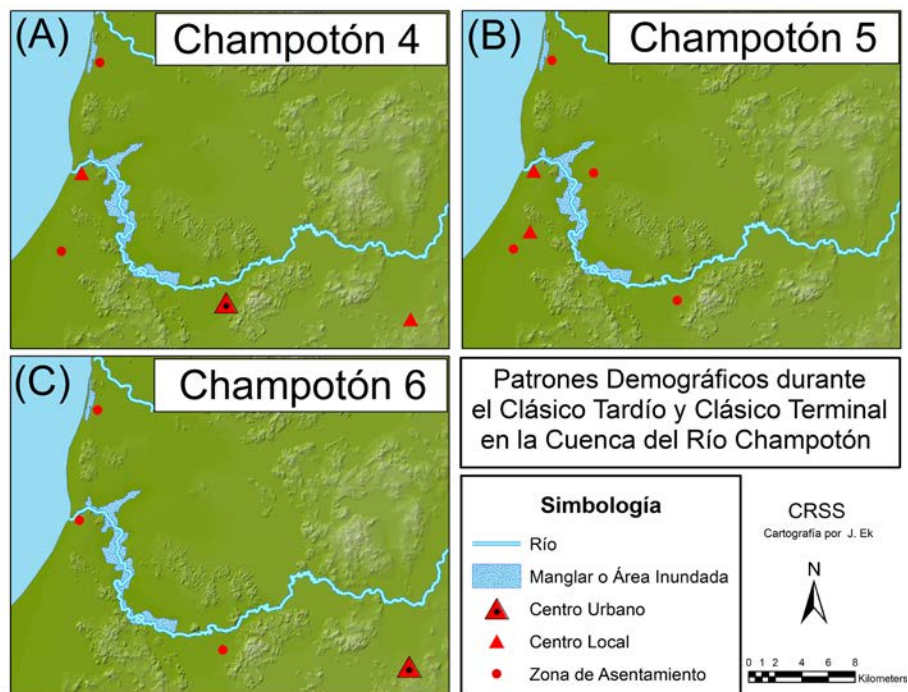 (A)
Champotón 4
(B)
Champotón 5
(C)
Champotón 6
Patrones Demográficos durante
el Clásico Tardío y Clásico Terminal
en la Cuenca del Río Champotón
Simbología
Río
Manglar o Área Inundada
Centro Urbano
Centro Local
Zona de Asentamiento
CRSS
Cartografía por J. Ek
N
0 1 2 4 6 8
Kilometers